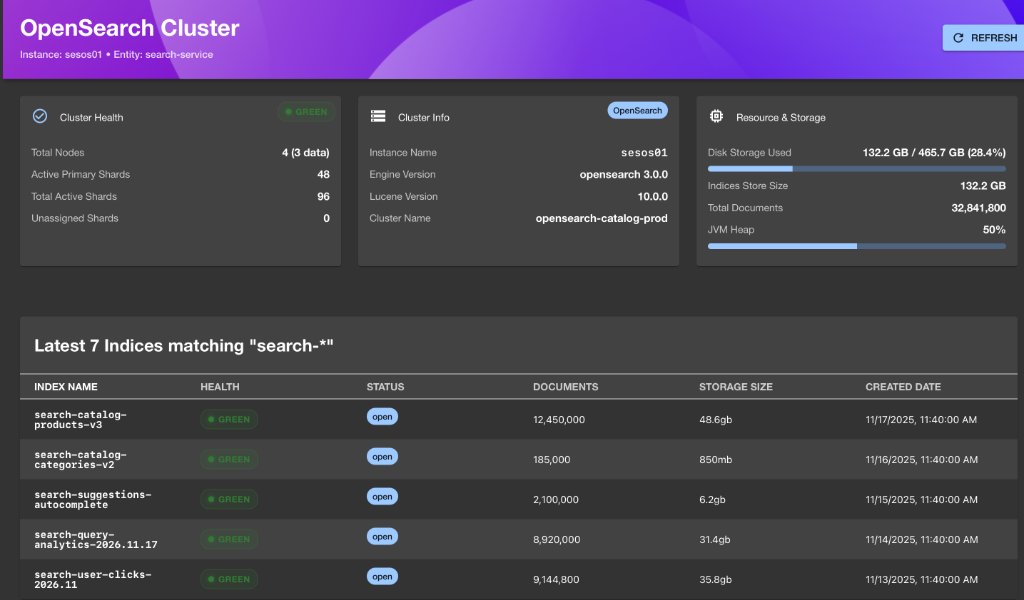 OpenSearch Cluster
Instance: sesos01 • Entity: search-service
REFRESH
Cluster Health
GREEN
Total Nodes 4 (3 data)
Active Primary Shards 48
Total Active Shards 96
Unassigned Shards 0
Cluster Info
OpenSearch
Instance Name sesos01
Engine Version opensearch 3.0.0
Lucene Version 10.0.0
Cluster Name opensearch-catalog-prod
Resource & Storage
Disk Storage Used 132.2 GB / 465.7 GB (28.4%)
Indices Store Size 132.2 GB
Total Documents 32,841,800
JVM Heap 50%
Latest 7 Indices matching "search-*"
INDEX NAME HEALTH STATUS DOCUMENTS STORAGE SIZE CREATED DATE
search-catalog-
products-v3 GREEN open 12,450,000 48.6gb 11/17/2025, 11:40:00 AM
search-catalog-
categories-v2 GREEN open 185,000 850mb 11/16/2025, 11:40:00 AM
search-suggestions-
autocomplete GREEN open 2,100,000 6.2gb 11/15/2025, 11:40:00 AM
search-query-
analytics-2026.11.17 GREEN open 8,920,000 31.4gb 11/14/2025, 11:40:00 AM
search-user-clicks-
2026.11 GREEN open 9,144,800 35.8gb 11/13/2025, 11:40:00 AM